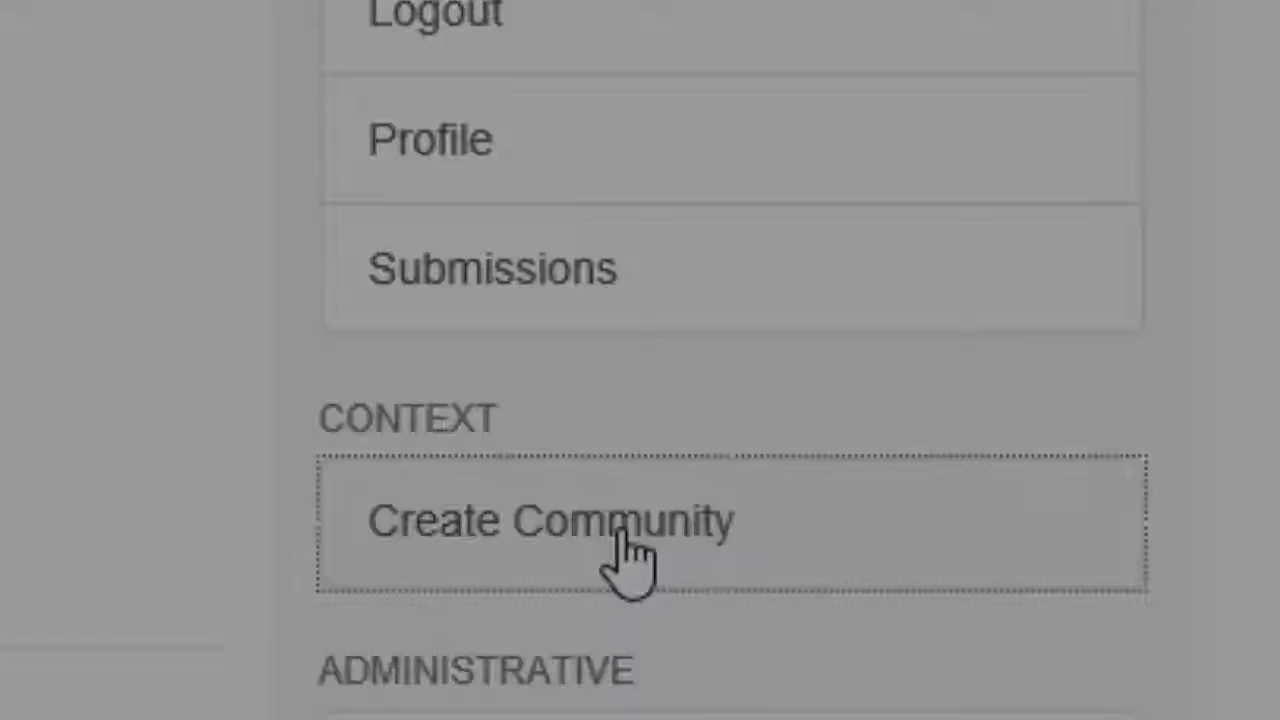 Logout
Profile
Submissions
CONTEXT
Create Community
ADMINISTRATIVE